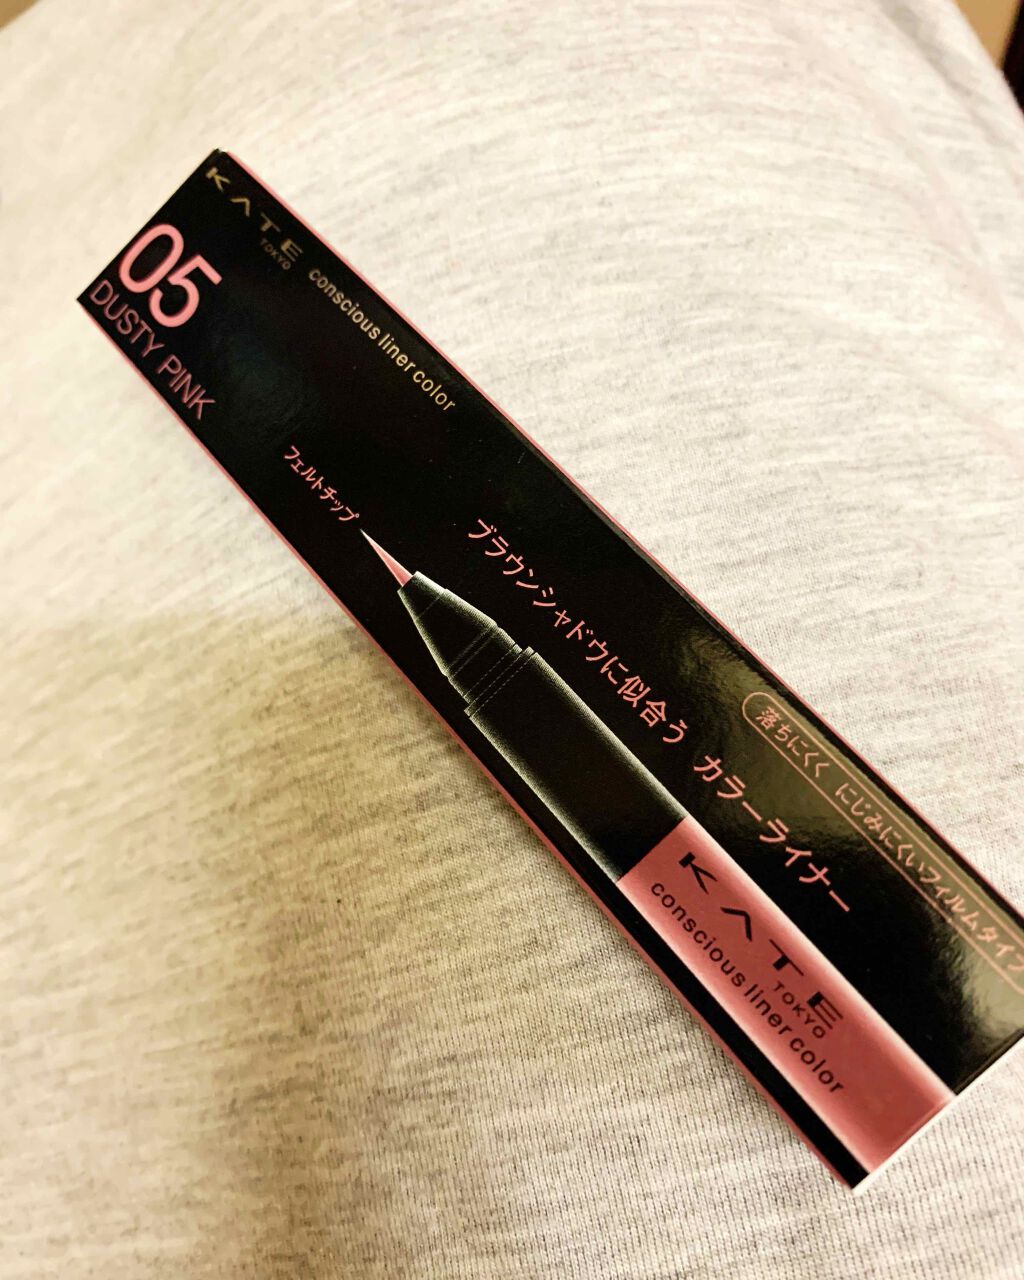 KATE
TOKYO
conscious liner color
05
DUSTY PINK
フェルトチップ
ブラウンシャドウに似合う カラーライナー
落ちにくく にじみにくいフィルムタイプ
KATE
TOKYO
conscious liner color